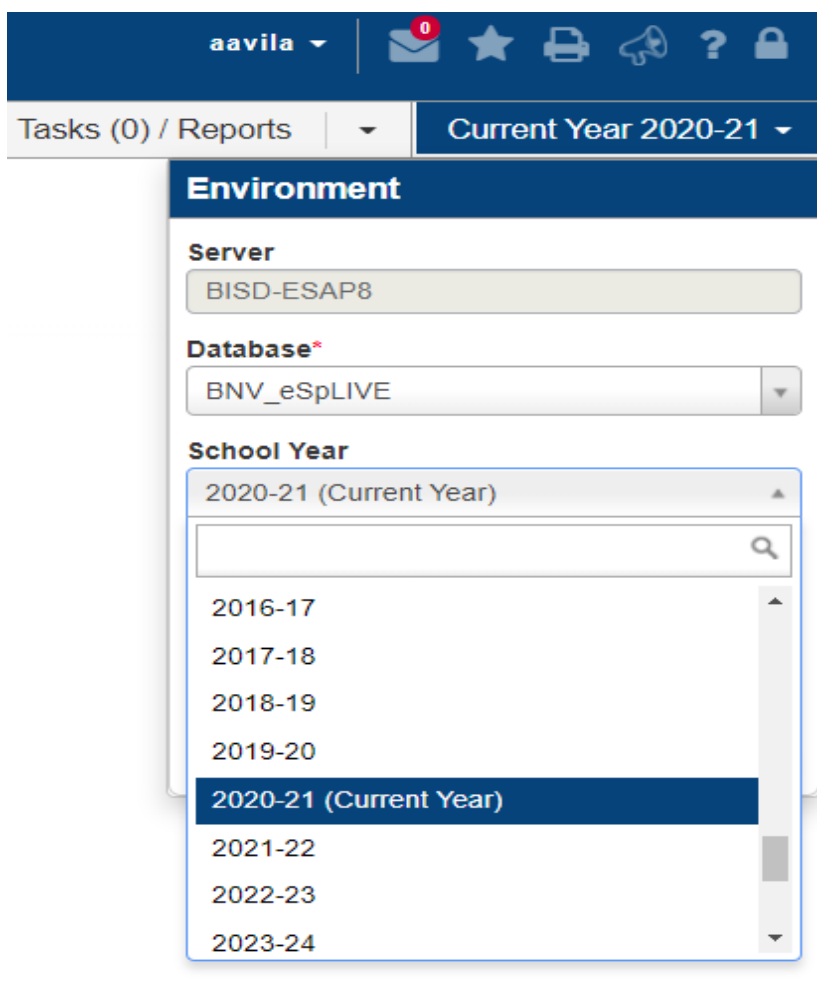 aavila
0
?
Tasks (0) / Reports
Current Year 2020-21
Environment
Server
BISD-ESAP8
Database*
BNV_eSpLIVE
School Year
2020-21 (Current Year)
2016-17
2017-18
2018-19
2019-20
2020-21 (Current Year)
2021-22
2022-23
2023-24